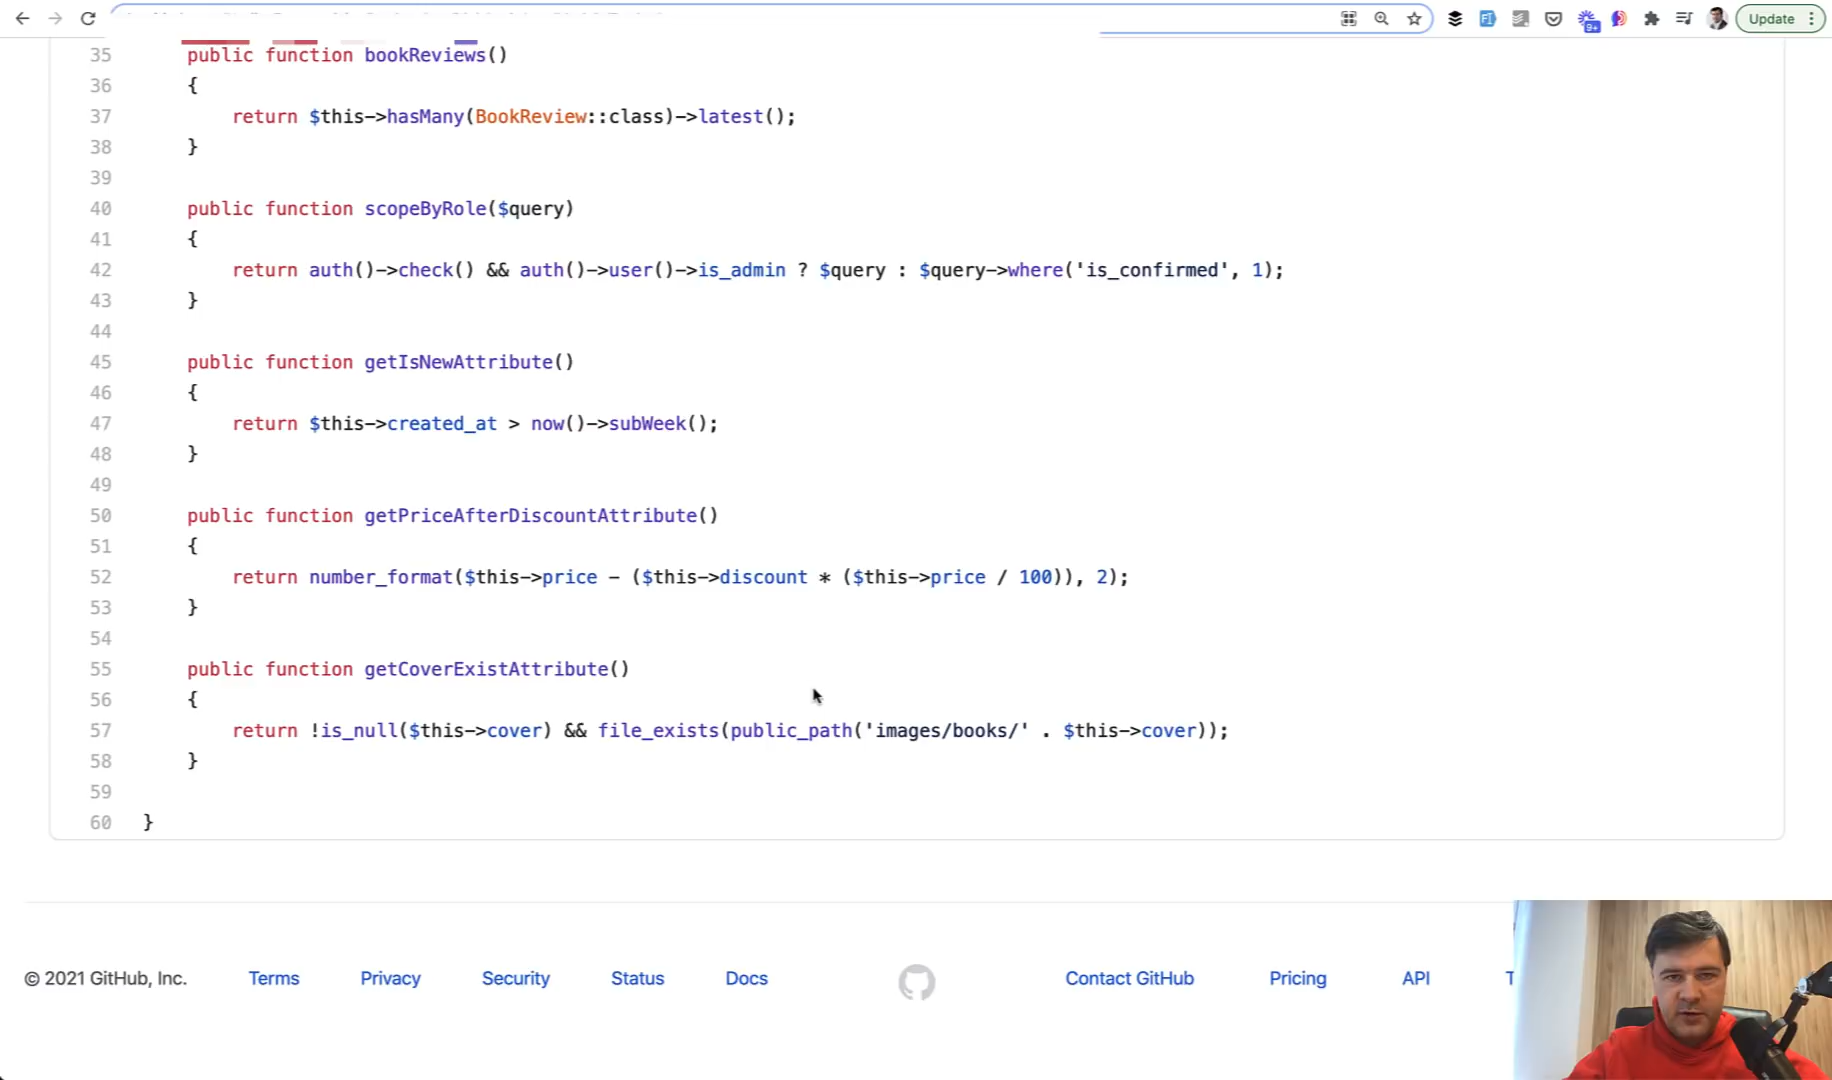 Update
35 public function bookReviews()
36 {
37 return $this->hasMany(BookReview::class)->latest();
38 }
39
40 public function scopeByRole($query)
41 {
42 return auth()->check() && auth()->user()->is_admin ? $query : $query->where('is_confirmed', 1);
43 }
44
45 public function getIsNewAttribute()
46 {
47 return $this->created_at > now()->subWeek();
48 }
49
50 public function getPriceAfterDiscountAttribute()
51 {
52 return number_format($this->price - ($this->discount * ($this->price / 100)), 2);
53 }
54
55 public function getCoverExistAttribute()
56 {
57 return !is_null($this->cover) && file_exists(public_path('images/books/' . $this->cover));
58 }
59
60 }
© 2021 GitHub, Inc. Terms Privacy Security Status Docs Contact GitHub Pricing API